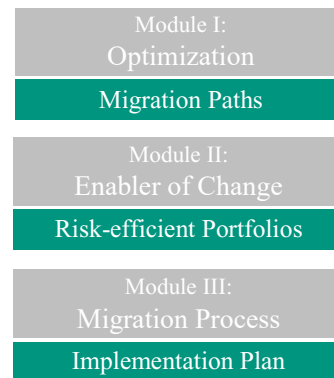 Module I:
Optimization
Migration Paths
Module II:
Enabler of Change
Risk-efficient Portfolios
Module III:
Migration Process
Implementation Plan